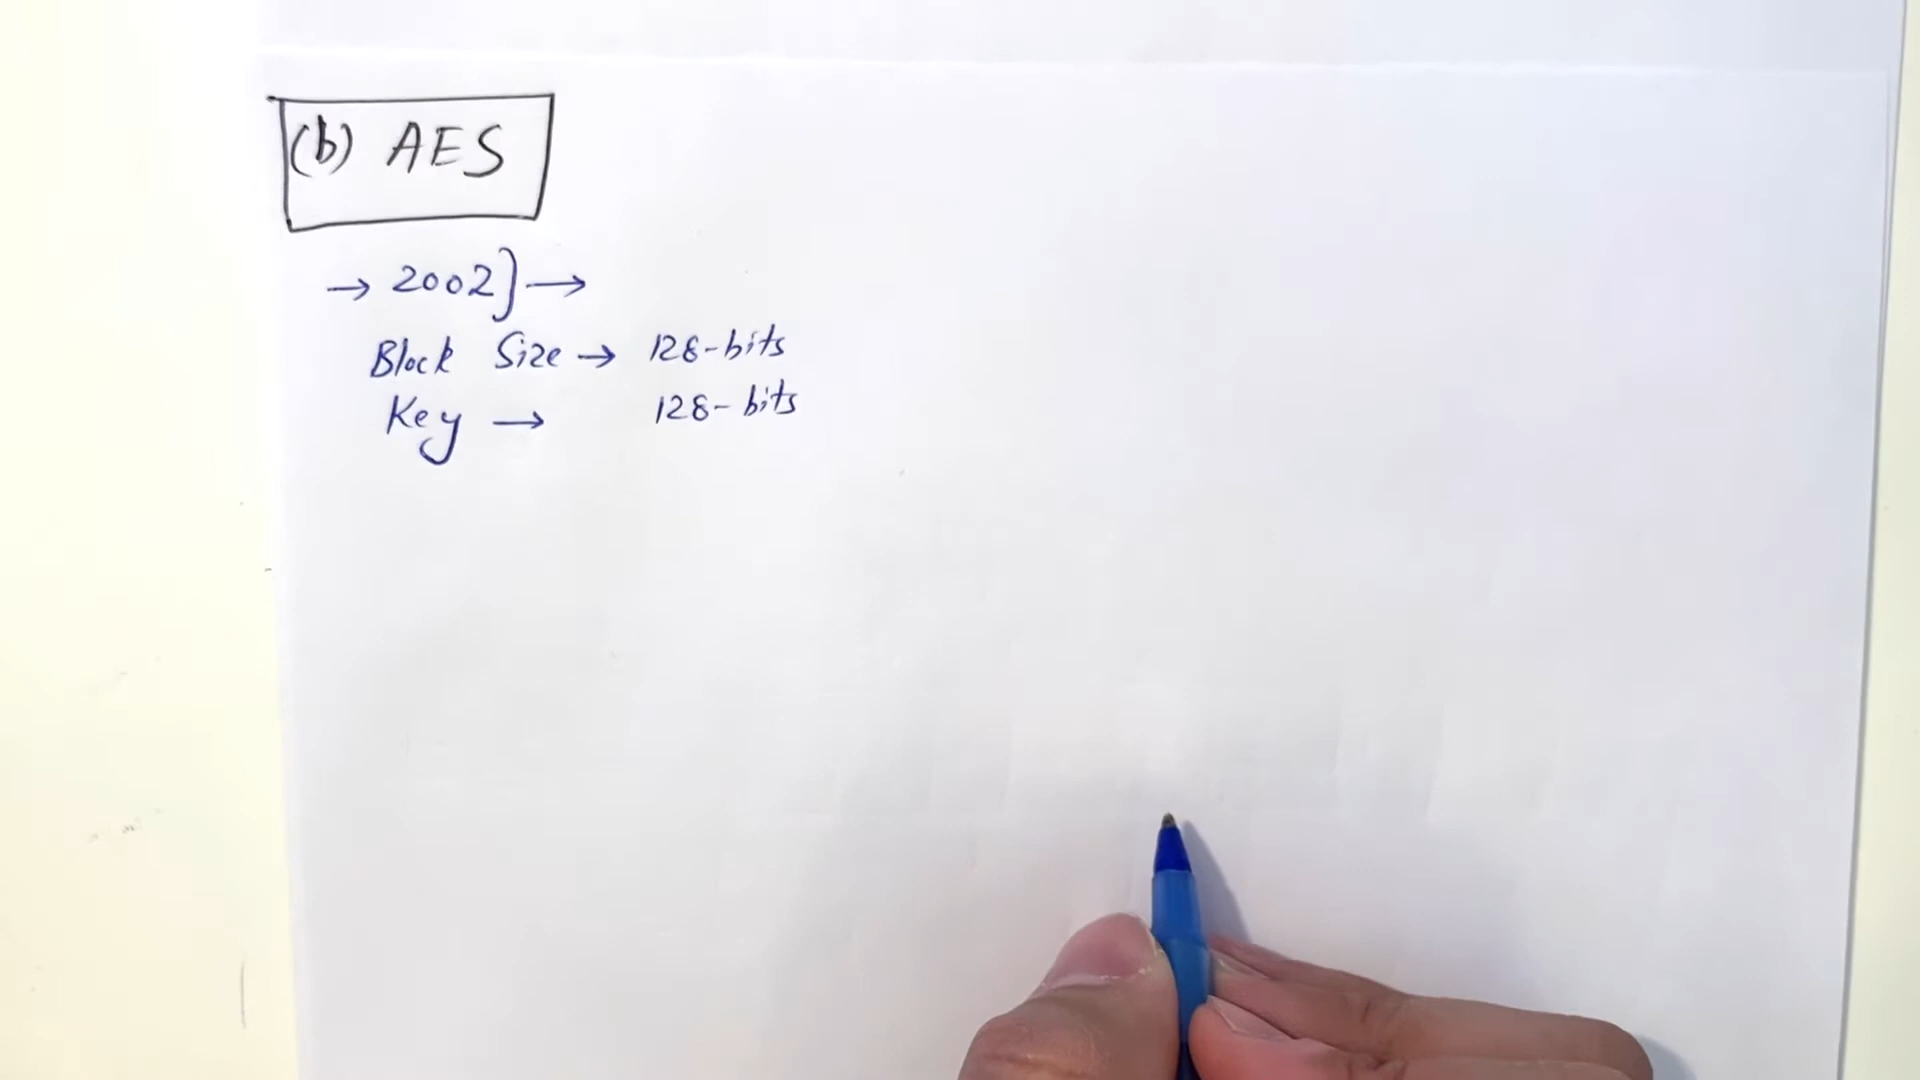 (b) AES
→ 2002] →
Block Size → 128-bits
Key → 128-bits